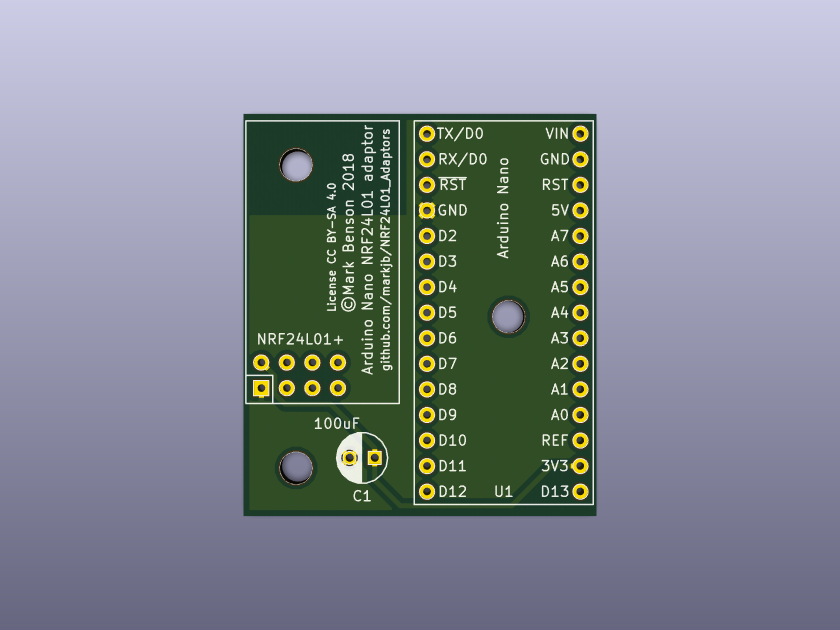 License CC BY-SA 4.0
©Mark Benson 2018
Arduino Nano NRF24L01 adaptor
github.com/markjb/NRF24L01_Adaptors
NRF24L01+
100uF
C1
TX/D0
RX/D0
RST
GND
D2
D3
D4
D5
D6
D7
D8
D9
D10
D11
D12
Arduino Nano
U1
VIN
GND
RST
5V
A7
A6
A5
A4
A3
A2
A1
A0
REF
3V3
D13